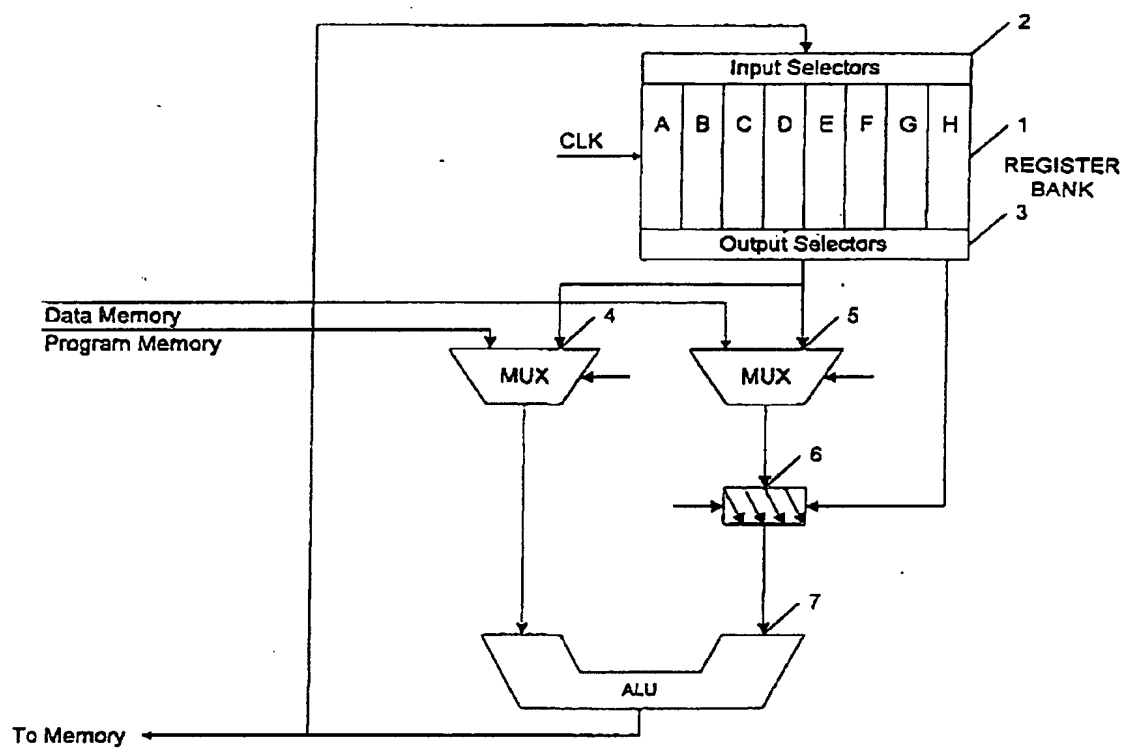 2
Input Selectors
A B C D E F G H
1
CLK
REGISTER
BANK
3
Output Selectors
Data Memory
4
5
Program Memory
MUX
MUX
6
7
ALU
To Memory